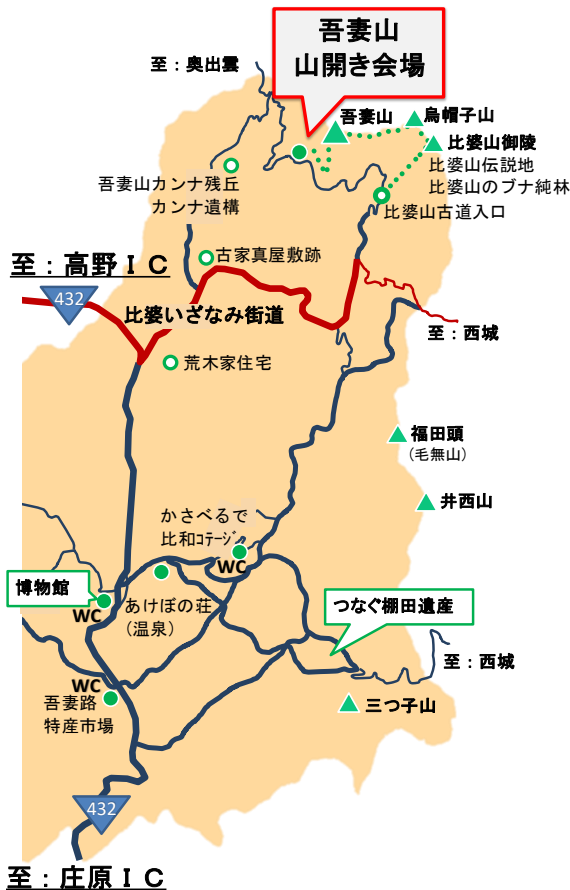 吾妻山
山開き会場
至：奥出雲
吾妻山
烏帽子山
比婆山御陵
比婆山伝説地
比婆山のブナ純林
吾妻山カンナ残丘
カンナ遺構
比婆山古道入口
古家真屋敷跡
至：高野ＩＣ
432
比婆いざなみ街道
至：西城
荒木家住宅
福田頭
(毛無山)
井西山
かさべるで
比和ｺﾃｰｼﾞ
WC
博物館
WC
あけぼの荘
（温泉）
つなぐ棚田遺産
至：西城
WC
吾妻路
特産市場
三つ子山
432
至：庄原ＩＣ